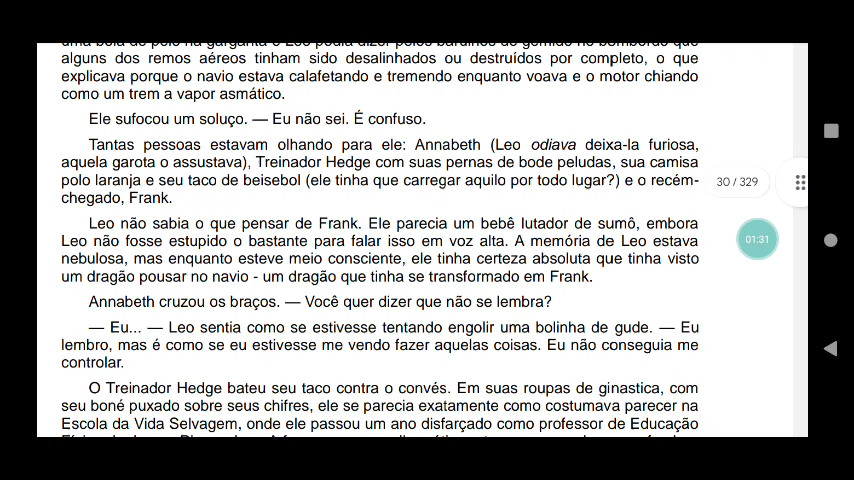 alguns dos remos aéreos tinham sido desalinhados ou destruídos por completo, o que
explicava porque o navio estava calafetando e tremendo enquanto voava e o motor chiando
como um trem a vapor asmático.
Ele sufocou um soluço. — Eu não sei. É confuso.
Tantas pessoas estavam olhando para ele: Annabeth (Leo odiava deixa-la furiosa,
aquela garota o assustava), Treinador Hedge com suas pernas de bode peludas, sua camisa
polo laranja e seu taco de beisebol (ele tinha que carregar aquilo por todo lugar?) e o recém-
chegado, Frank.
30 / 329
Leo não sabia o que pensar de Frank. Ele parecia um bebê lutador de sumô, embora
Leo não fosse estupido o bastante para falar isso em voz alta. A memória de Leo estava
nebulosa, mas enquanto esteve meio consciente, ele tinha certeza absoluta que tinha visto
um dragão pousar no navio - um dragão que tinha se transformado em Frank.
01:31
Annabeth cruzou os braços. — Você quer dizer que não se lembra?
— Eu... — Leo sentia como se estivesse tentando engolir uma bolinha de gude. — Eu
lembro, mas é como se eu estivesse me vendo fazer aquelas coisas. Eu não conseguia me
controlar.
O Treinador Hedge bateu seu taco contra o convés. Em suas roupas de ginastica, com
seu boné puxado sobre seus chifres, ele se parecia exatamente como costumava parecer na
Escola da Vida Selvagem, onde ele passou um ano disfarçado como professor de Educação